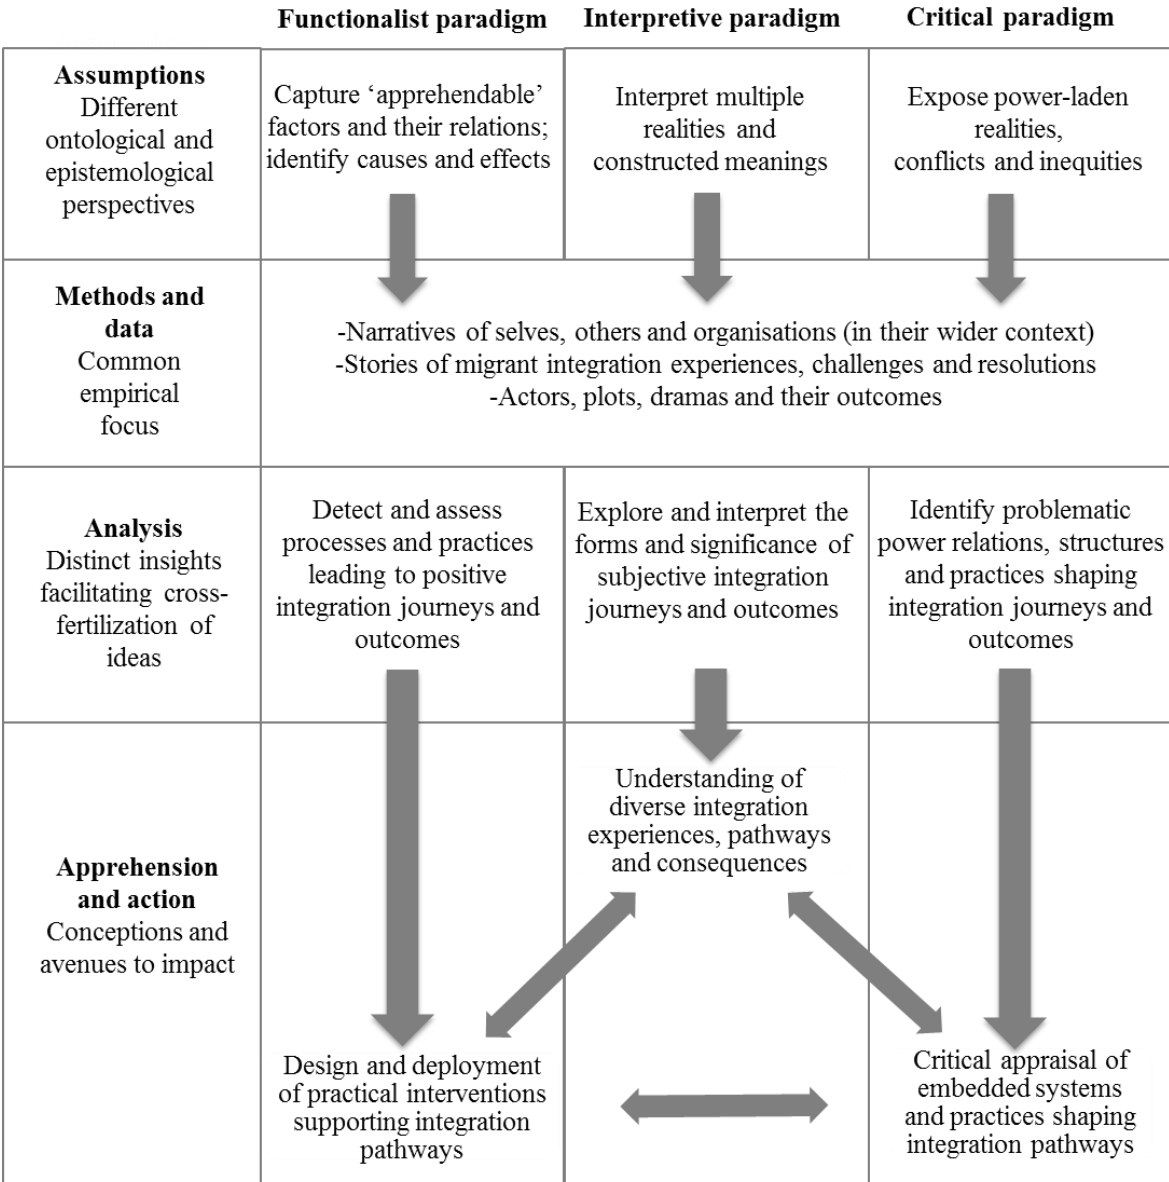 Functionalist paradigm
Interpretive paradigm
Critical paradigm
Assumptions
Different
ontological and
epistemological
perspectives
Capture ‘apprehendable’
factors and their relations;
identify causes and effects
Interpret multiple
realities and
constructed meanings
Expose power-laden
realities,
conflicts and inequities
Methods and
data
Common
empirical
focus
-Narratives of selves, others and organisations (in their wider context)
-Stories of migrant integration experiences, challenges and resolutions
-Actors, plots, dramas and their outcomes
Analysis
Distinct insights
facilitating cross-
fertilization of
ideas
Detect and assess
processes and practices
leading to positive
integration journeys and
outcomes
Explore and interpret the
forms and significance of
subjective integration
journeys and outcomes
Identify problematic
power relations, structures
and practices shaping
integration journeys and
outcomes
Apprehension
and action
Conceptions and
avenues to impact
Understanding of
diverse integration
experiences, pathways
and consequences
Design and deployment
of practical interventions
supporting integration
pathways
Critical appraisal of
embedded systems
and practices shaping
integration pathways